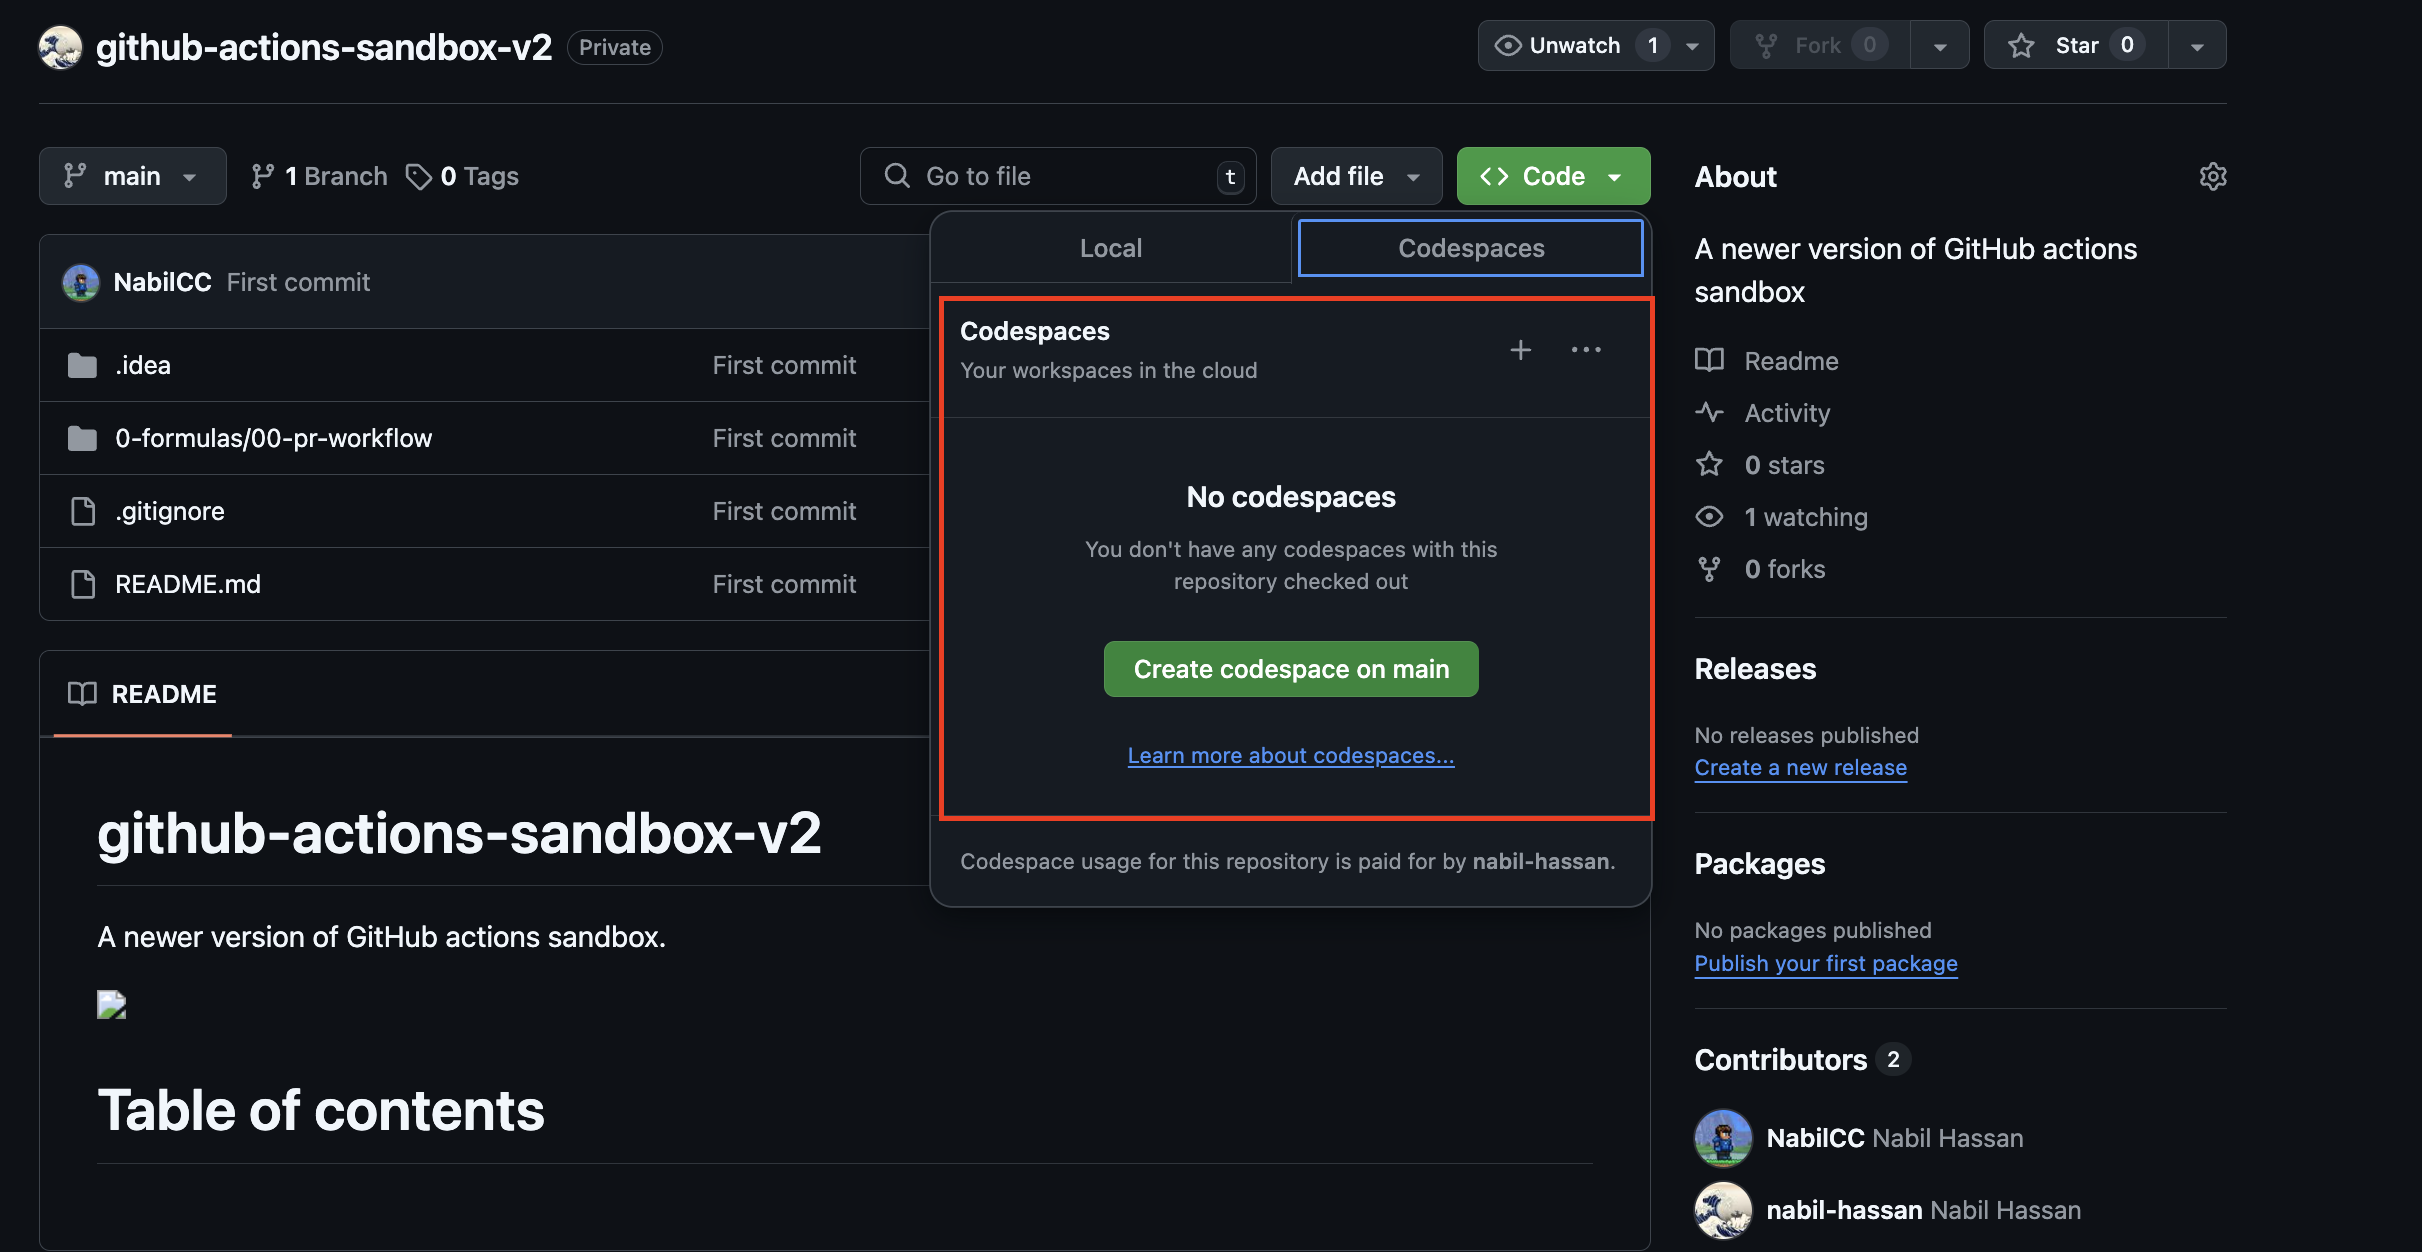 github-actions-sandbox-v2 Private
Unwatch 1
Fork 0
Star 0
main
1 Branch
0 Tags
Go to file t
Add file
<> Code
NabilCC First commit
.idea First commit
0-formulas/00-pr-workflow First commit
.gitignore First commit
README.md First commit
Local
Codespaces
Codespaces
Your workspaces in the cloud
No codespaces
You don't have any codespaces with this
repository checked out
Create codespace on main
Learn more about codespaces...
Codespace usage for this repository is paid for by nabil-hassan.
README
github-actions-sandbox-v2
A newer version of GitHub actions sandbox.
Table of contents
About
A newer version of GitHub actions
sandbox
Readme
Activity
0 stars
1 watching
0 forks
Releases
No releases published
Create a new release
Packages
No packages published
Publish your first package
Contributors 2
NabilCC Nabil Hassan
nabil-hassan Nabil Hassan